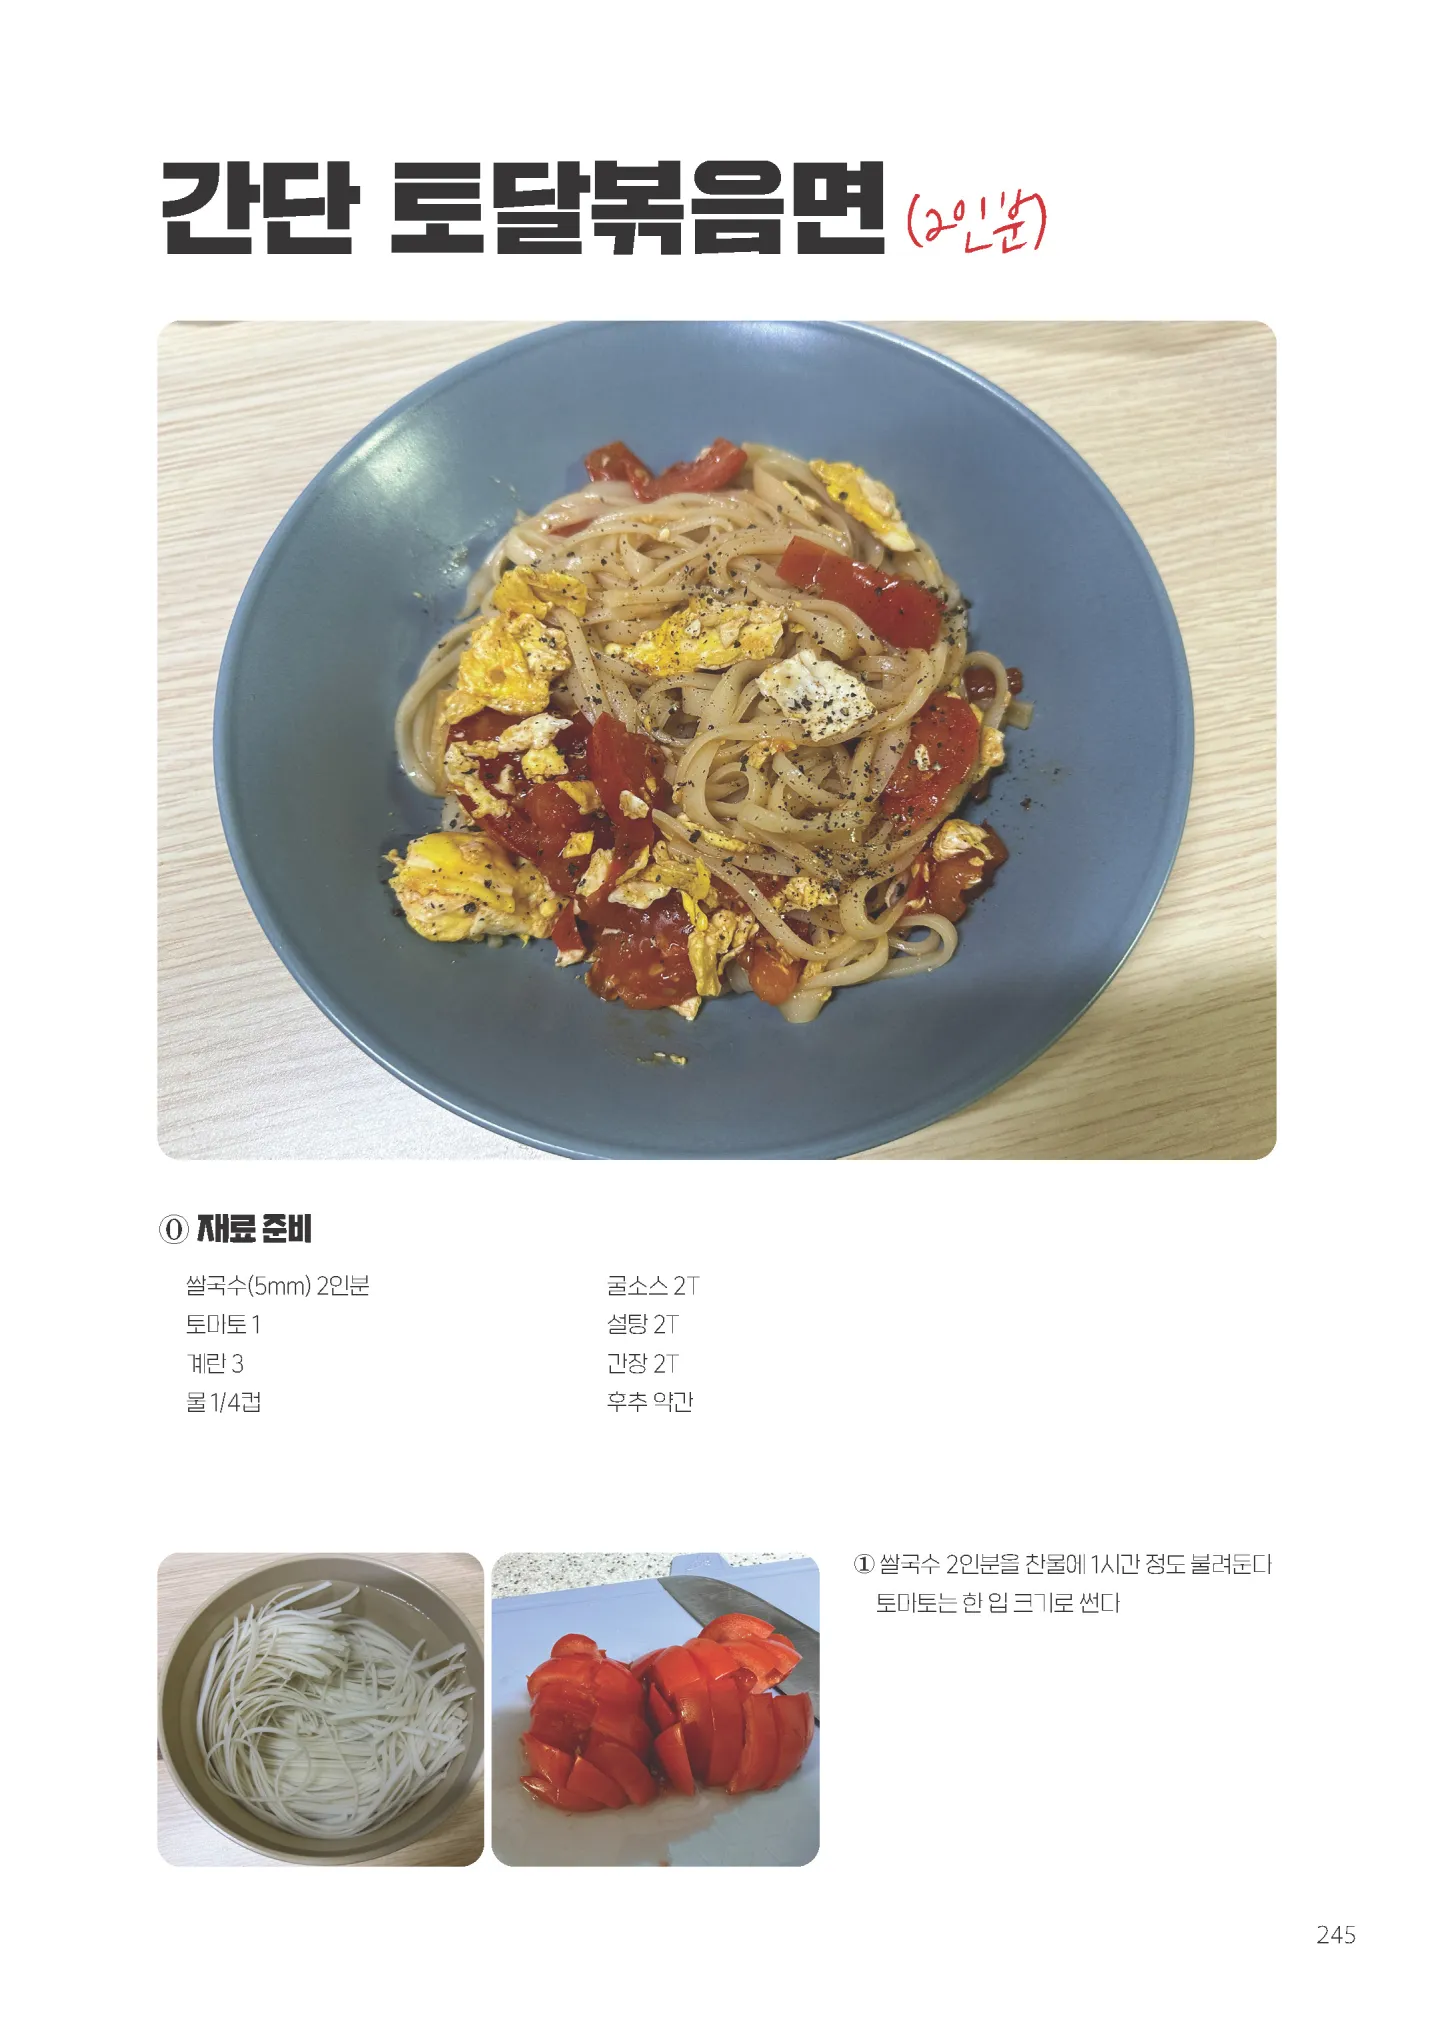 간단 토달볶음면 (2인분)
⓪ 재료 준비
쌀국수(5mm) 2인분
토마토 1
계란 3
물 1/4컵
굴소스 2T
설탕 2T
간장 2T
후추 약간
① 쌀국수 2인분을 찬물에 1시간 정도 불려둔다
토마토는 한 입 크기로 썬다
245